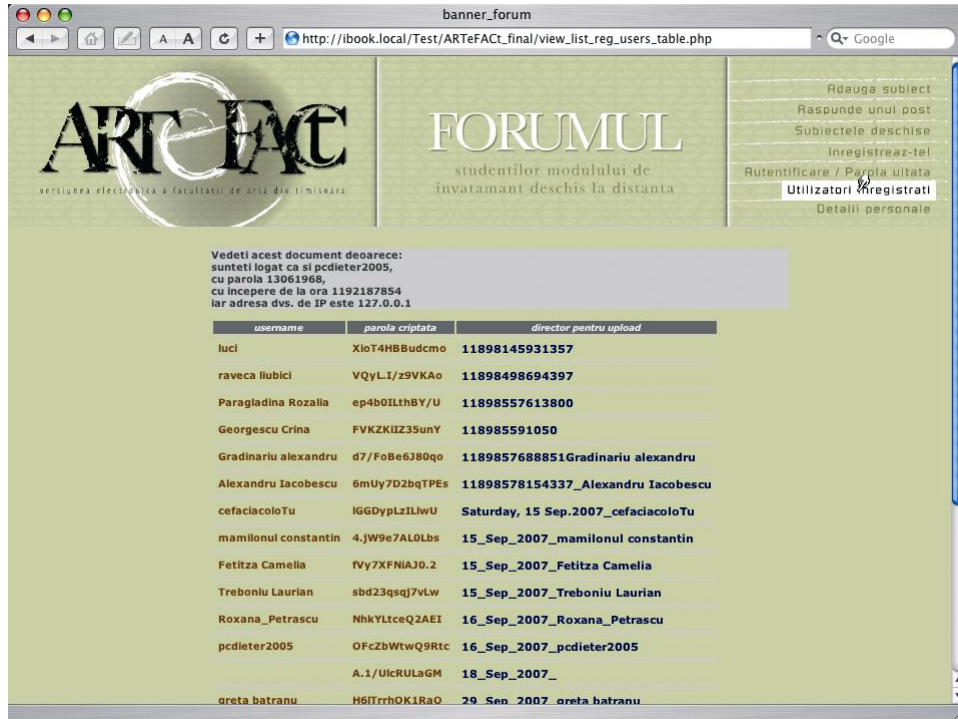 banner_forum
A A
http://ibook.local/Test/ARTeFACt_final/view_list_reg_users_table.php
Google
ARTeFACt
versiunea electronica a facultatii de arta din timisoara
FORUMUL
studentilor modulului de
invatamant deschis la distanta
Adauga subiect
Raspunde unui post
Subiectele deschise
Inregistreaz-te!
Autentificare / Parola uitata
Utilizatori inregistrati
Detalii personale
Vedeti acest document deoarece:
sunteti logat ca si pcdieter2005,
cu parola 13061968,
cu incepere de la ora 1192187854
iar adresa dvs. de IP este 127.0.0.1
username parola criptata director pentru upload
luci XioT4HBBudcmo 11898145931357
raveca liubici VQyL.I/z9VKAo 11898498694397
Paragladina Rozalia ep4b0ILthBY/U 11898557613800
Georgescu Crina FVKZKiIZ35unY 118985591050
Gradinariu alexandru d7/FoBe6J80qo 1189857688851Gradinariu alexandru
Alexandru Iacobescu 6mUy7D2bqTPEs 11898578154337_Alexandru Iacobescu
cefaciacoloTu IGGDypLzILlwU Saturday, 15 Sep.2007_cefaciacoloTu
mamilonul constantin 4.jW9e7AL0Lbs 15_Sep_2007_mamilonul constantin
Fetitza Camelia fVy7XFNiAJ0.2 15_Sep_2007_Fetitza Camelia
Treboniu Laurian sbd23qsqj7vLw 15_Sep_2007_Treboniu Laurian
Roxana_Petrascu NhkYLtceQ2AEI 16_Sep_2007_Roxana_Petrascu
pcdieter2005 OFcZbWtwQ9Rtc 16_Sep_2007_pcdieter2005
A.1/UlcRULaGM 18_Sep_2007_
greta batranu H6lTrrhOK1RaO 29_Sep_2007_greta batranu